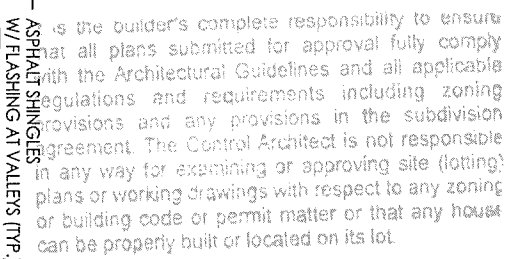 is the builder's complete responsibility to ensure
that all plans submitted for approval fully comply
with the Architectural Guidelines and all applicable
regulations and requirements including zoning
provisions and any provisions in the subdivision
agreement. The Control Architect is not responsible
in any way for examining or approving site (lotting)
plans or working drawings with respect to any zoning
or building code or permit matter or that any house
can be properly built or located on its lot.
ASPHALT SHINGLES
W/ FLASHING AT VALLEYS (TYP.